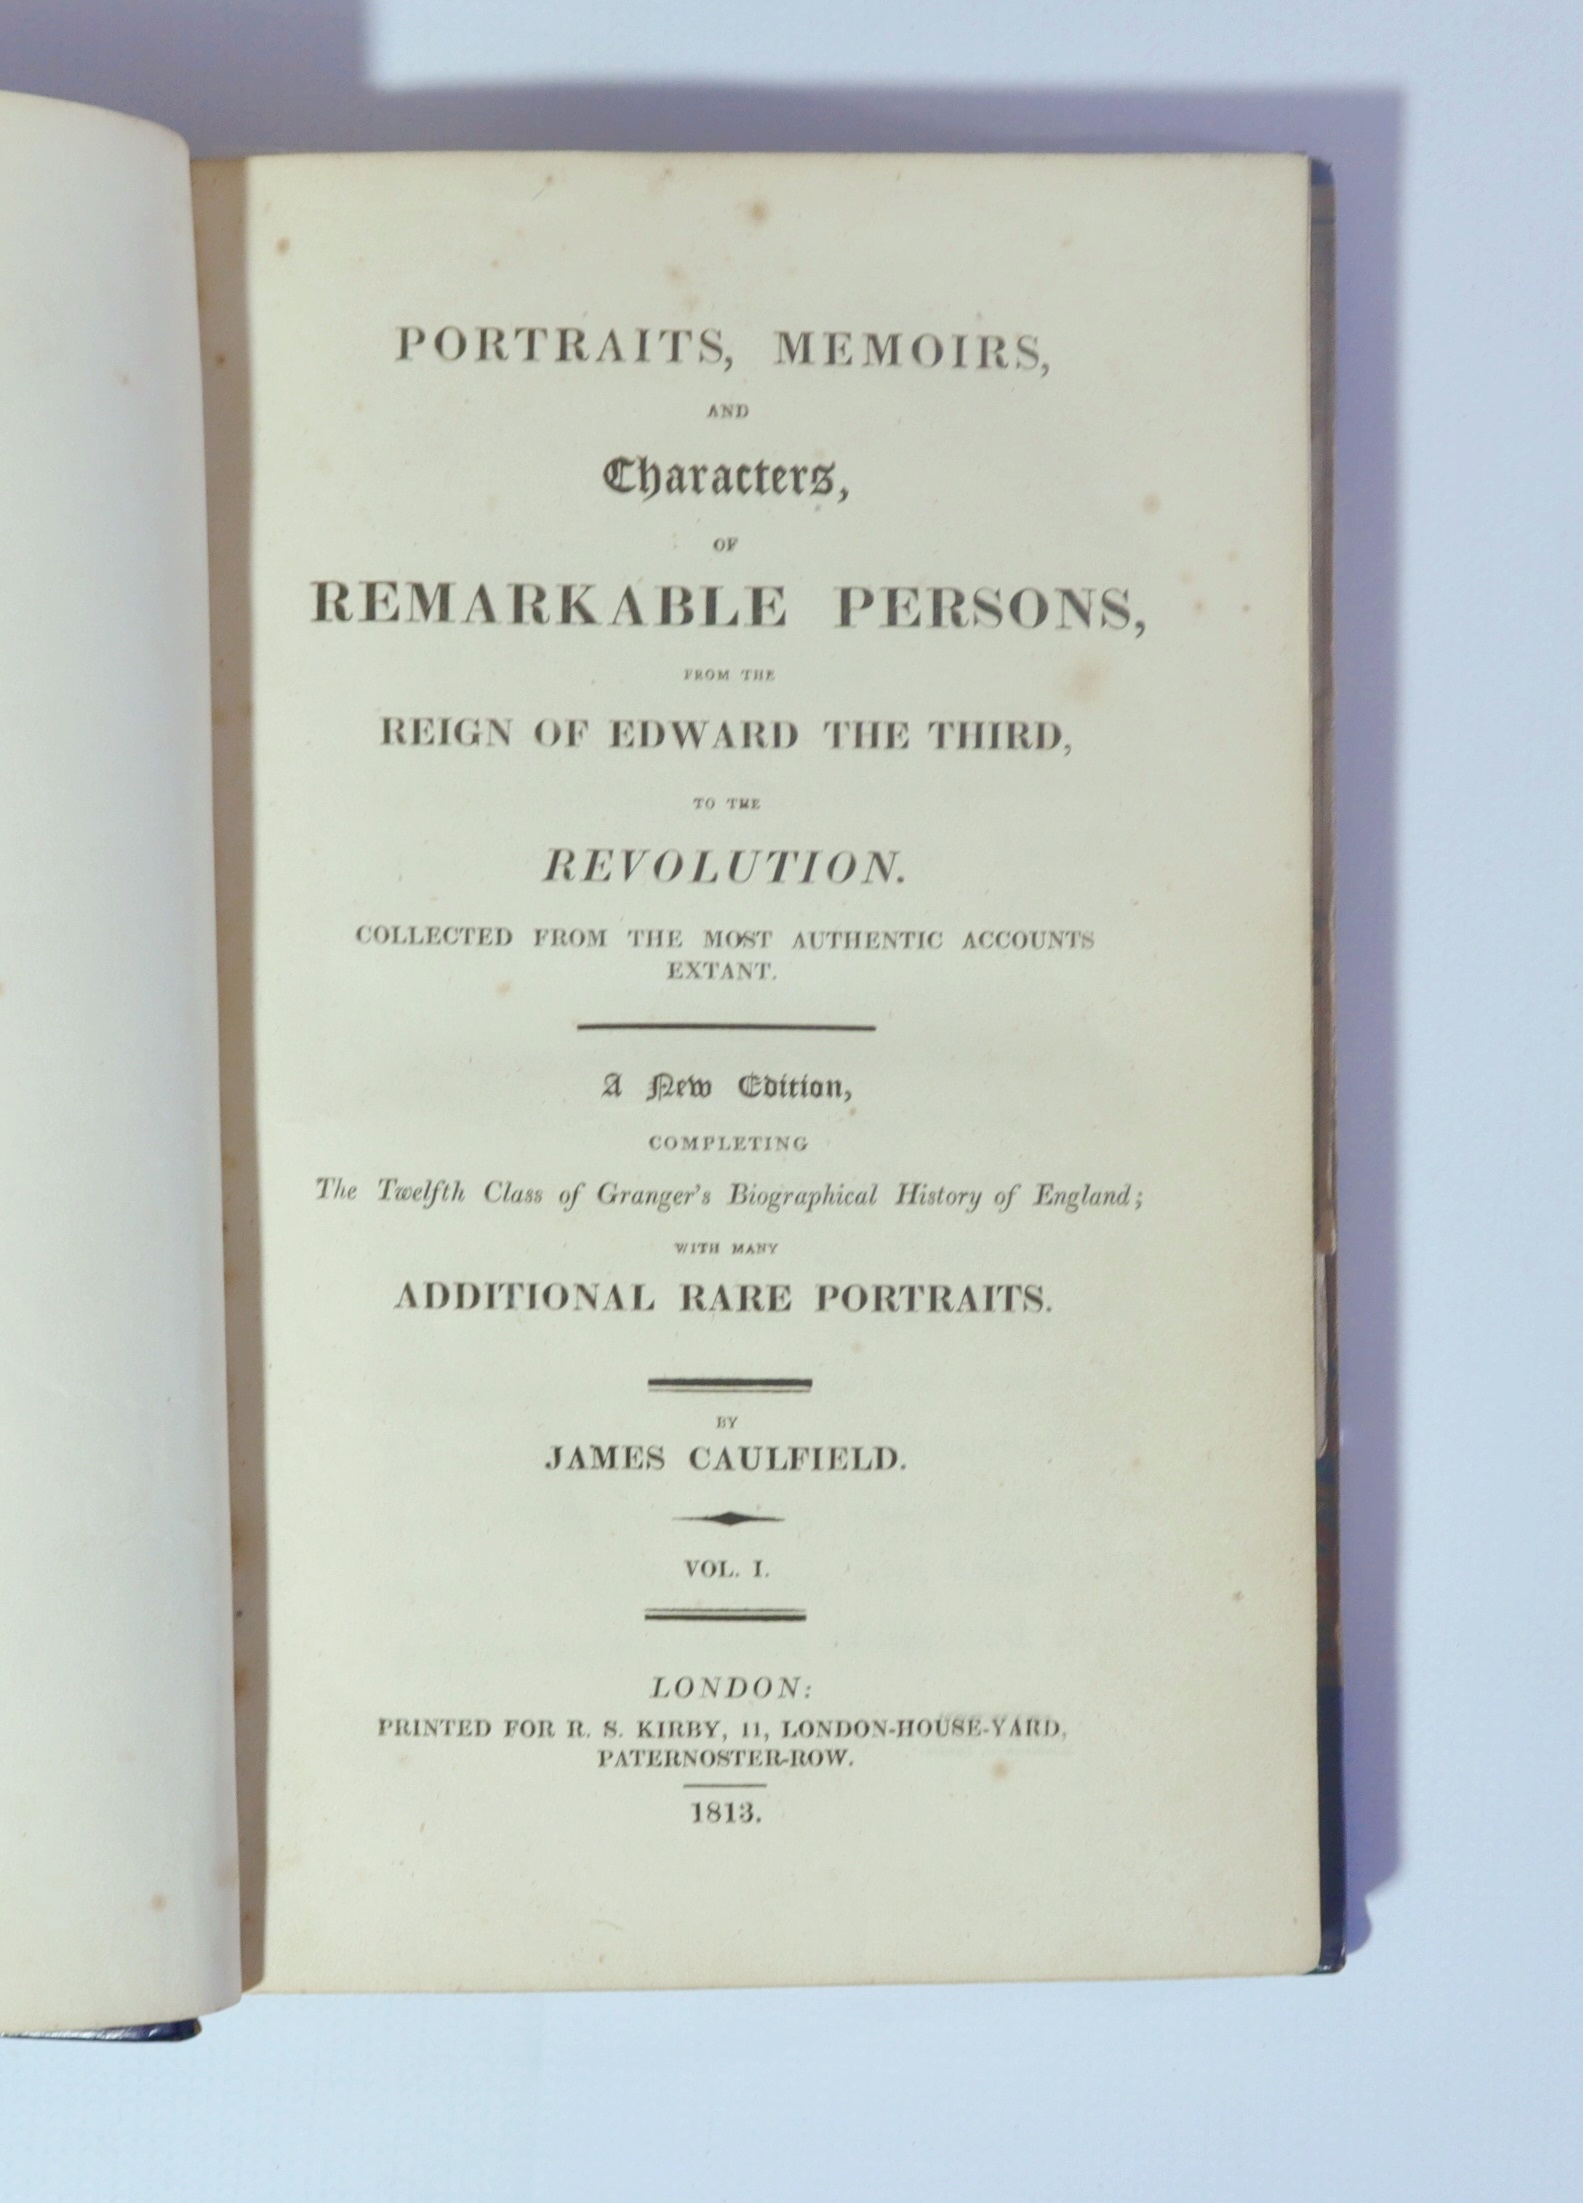 PORTRAITS, MEMOIRS,
AND
Characters,
OF
REMARKABLE PERSONS,
FROM THE
REIGN OF EDWARD THE THIRD,
TO THE
REVOLUTION.
COLLECTED FROM THE MOST AUTHENTIC ACCOUNTS
EXTANT.
A New Edition,
COMPLETING
The Twelfth Class of Granger's Biographical History of England;
WITH MANY
ADDITIONAL RARE PORTRAITS.
BY
JAMES CAULFIELD.
VOL. I.
LONDON:
PRINTED FOR R. S. KIRBY, 11, LONDON-HOUSE-YARD,
PATERNOSTER-ROW.
1813.